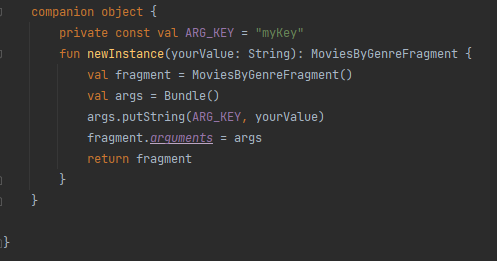 companion object {
    private const val ARG_KEY = "myKey"
    fun newInstance(yourValue: String): MoviesByGenreFragment {
        val fragment = MoviesByGenreFragment()
        val args = Bundle()
        args.putString(ARG_KEY, yourValue)
        fragment.arguments = args
        return fragment
    }
}
}